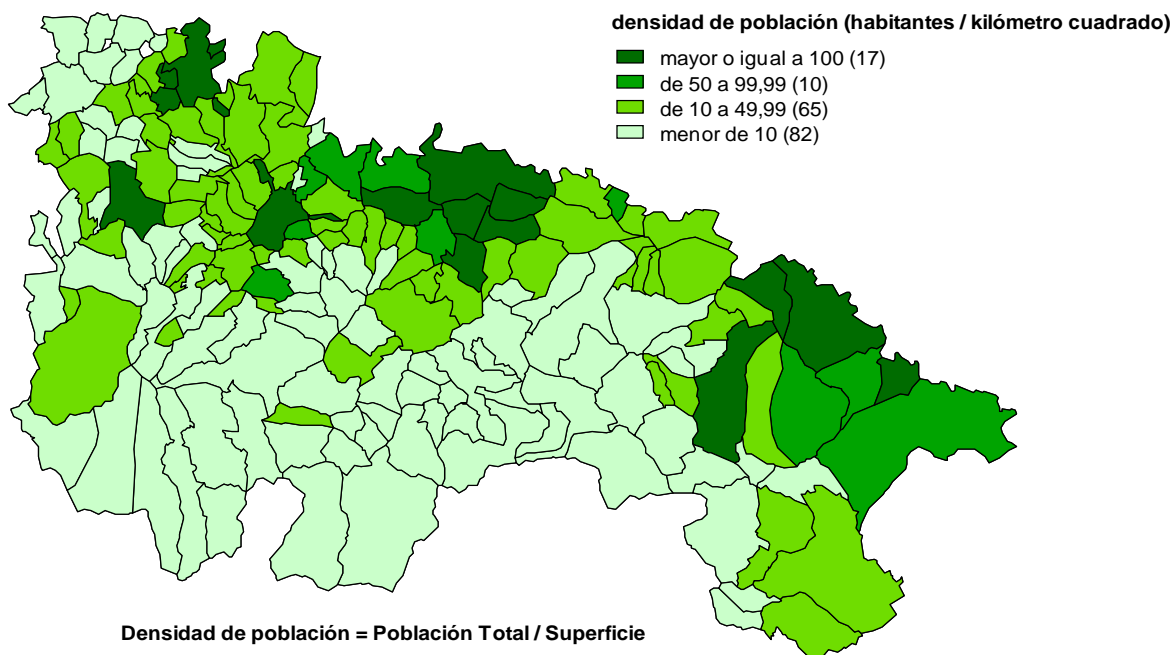 densidad de población (habitantes / kilómetro cuadrado)
mayor o igual a 100 (17)
de 50 a 99,99 (10)
de 10 a 49,99 (65)
menor de 10 (82)
Densidad de población = Población Total / Superficie